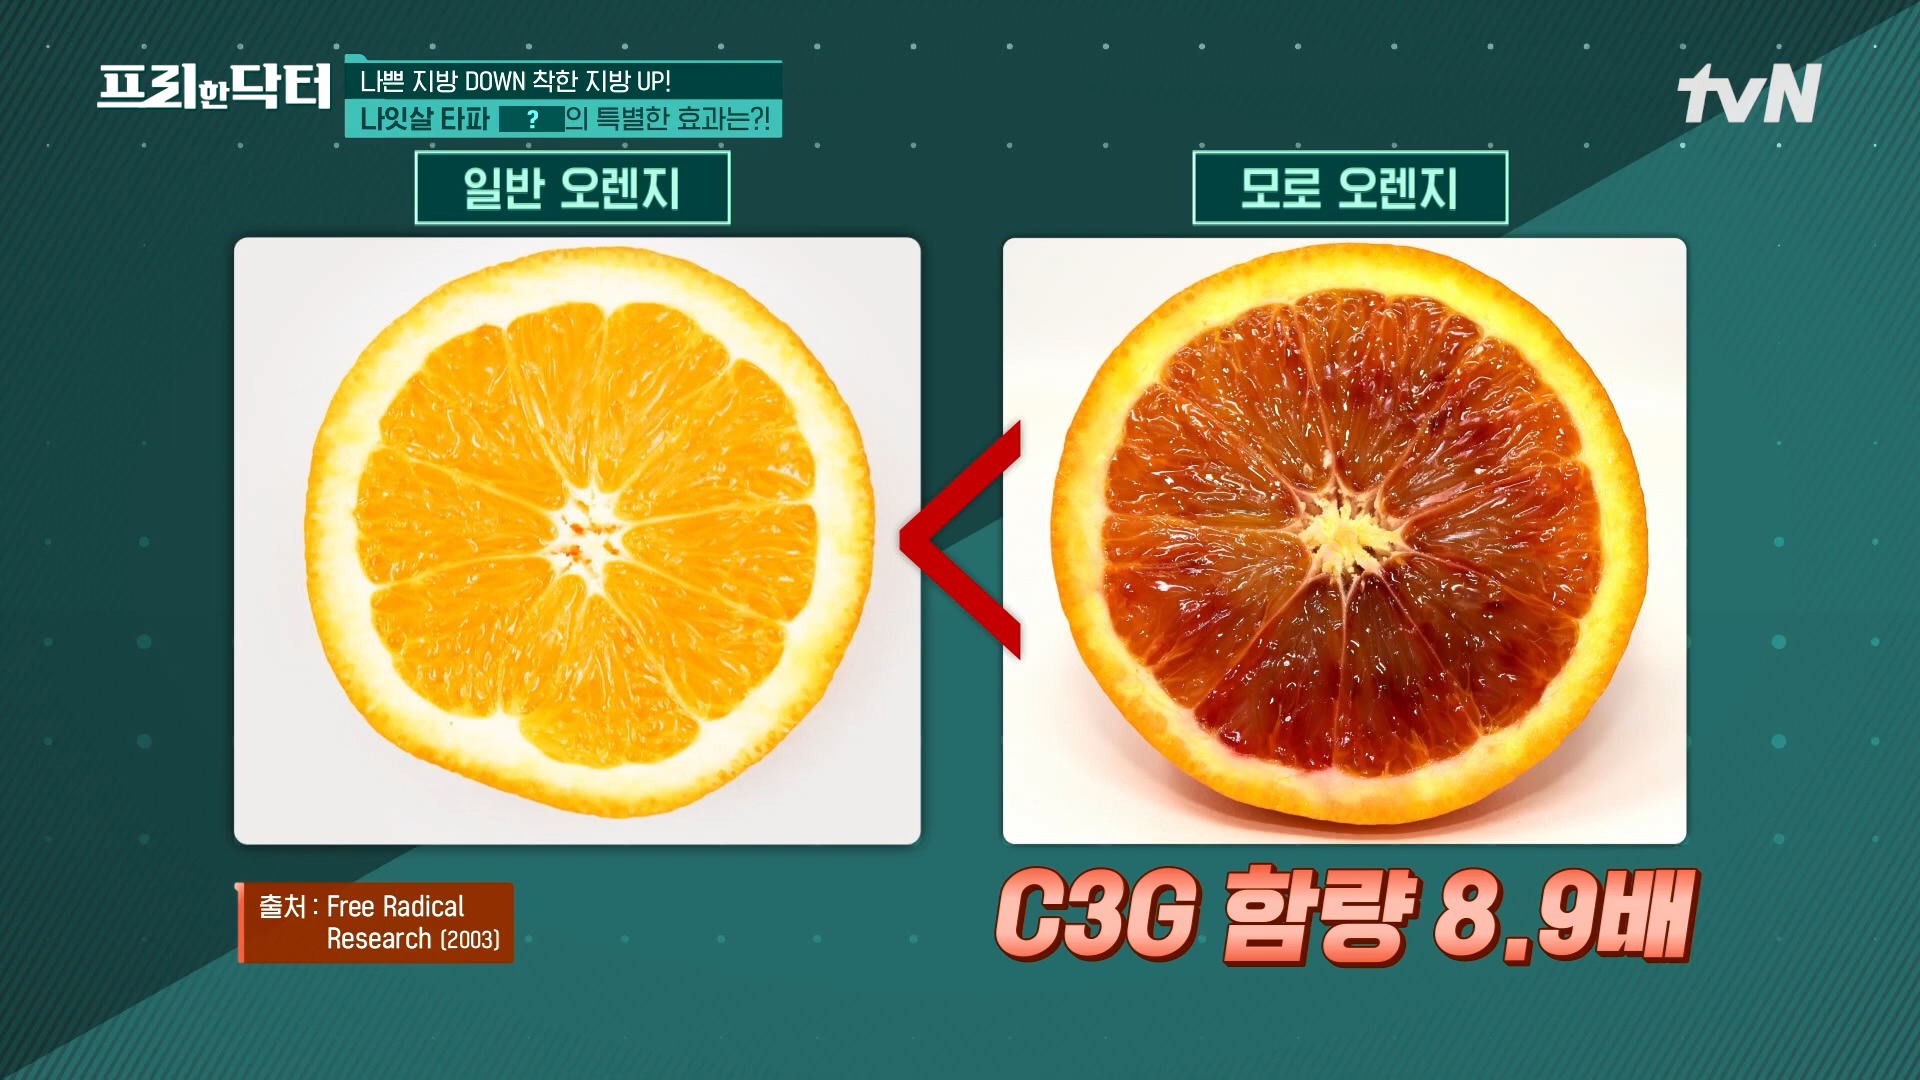 프리한닥터
나쁜 지방 DOWN 착한 지방 UP!
나잇살 타파 ? 의 특별한 효과는?!
tvN
일반 오렌지
모로 오렌지
출처 : Free Radical
Research (2003)
C3G 함량 8.9배